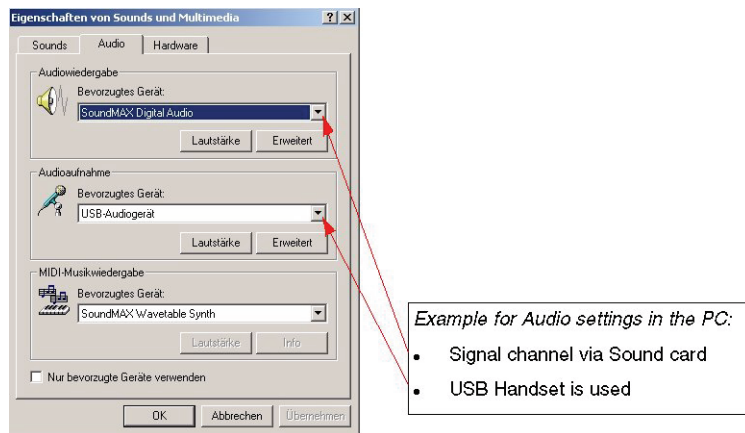 Eigenschaften von Sounds und Multimedia
Sounds Audio Hardware
Audiowiedergabe
Bevorzugtes Gerät:
SoundMAX Digital Audio
Lautstärke Erweitert
Audioaufnahme
Bevorzugtes Gerät:
USB-Audiogerät
Lautstärke Erweitert
MIDI-Musikwiedergabe
Bevorzugtes Gerät:
SoundMAX Wavetable Synth
Lautstärke Info
Nur bevorzugte Geräte verwenden
OK Abbrechen Übernehmen
Example for Audio settings in the PC:
• Signal channel via Sound card
• USB Handset is used